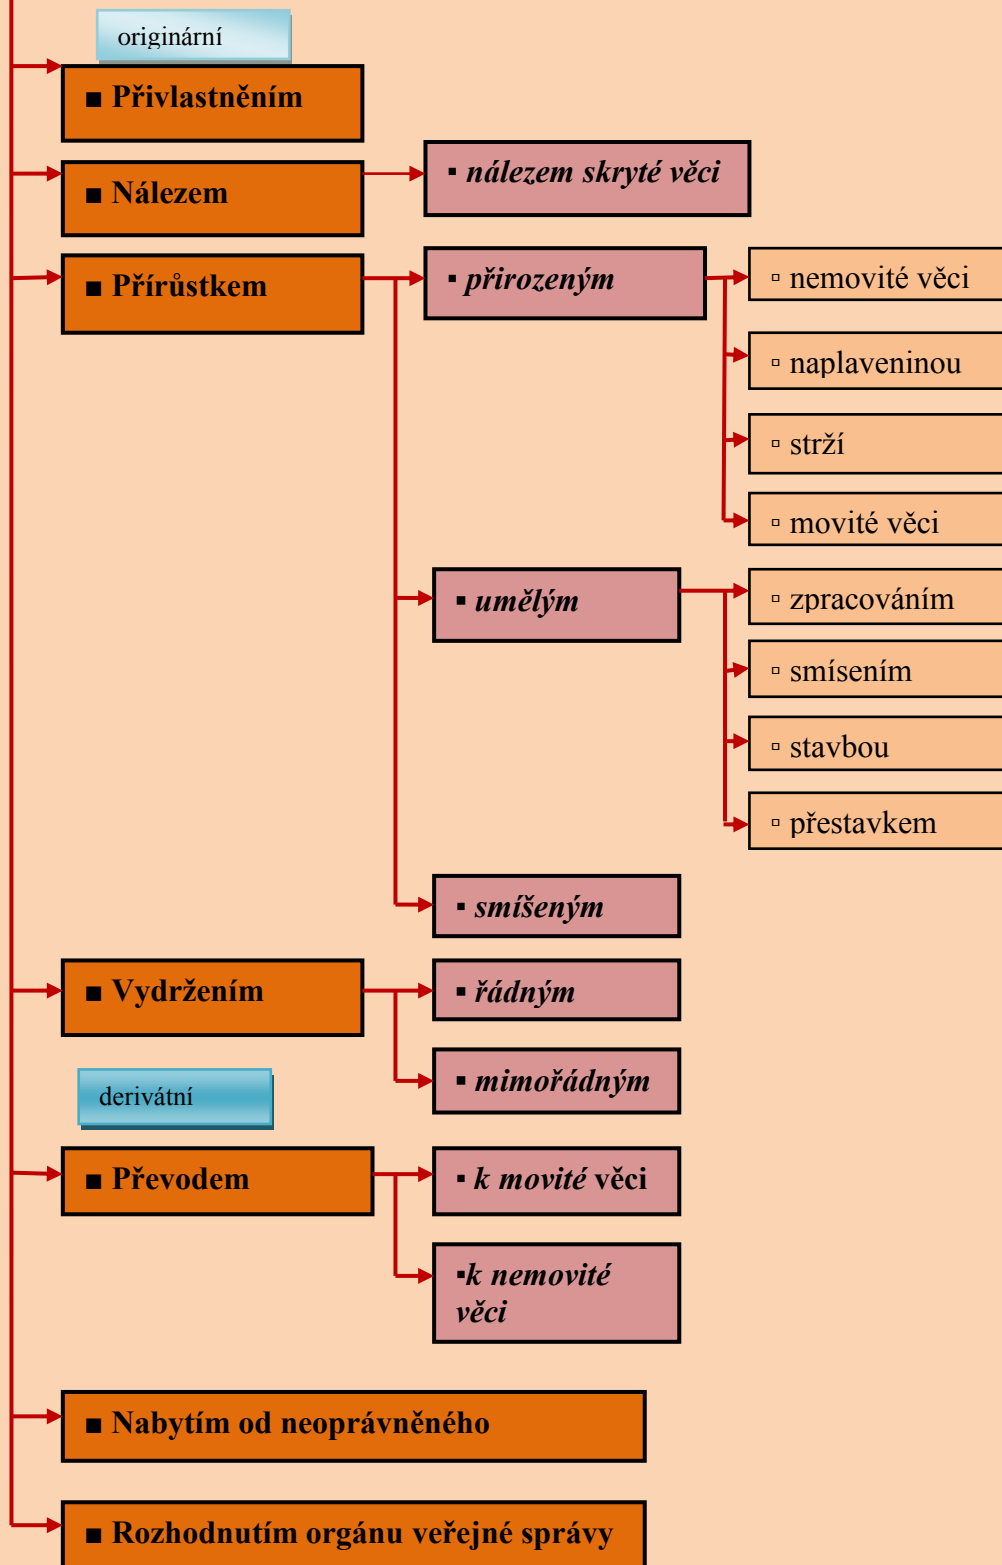 originární
■ Přivlastněním
■ Nálezem
▪ nálezem skryté věci
■ Přírůstkem
▪ přirozeným
▫ nemovité věci
▫ naplaveninou
▫ strží
▫ movité věci
▪ umělým
▫ zpracováním
▫ smísením
▫ stavbou
▫ přestavkem
▪ smíšeným
■ Vydržením
▪ řádným
▪ mimořádným
derivátní
■ Převodem
▪ k movité věci
▪k nemovité
věci
■ Nabytím od neoprávněného
■ Rozhodnutím orgánu veřejné správy